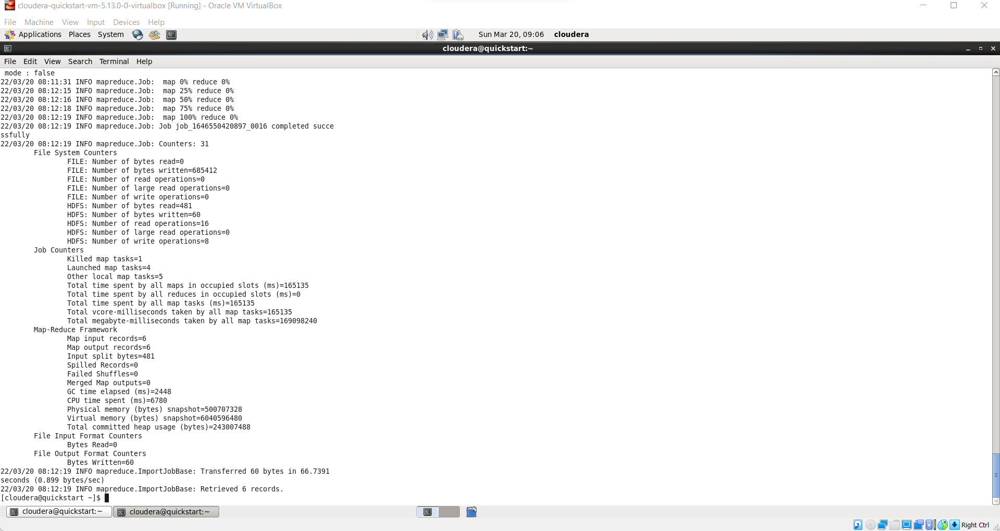 cloudera-quickstart-vm-5.13.0-0-virtualbox [Running] - Oracle VM VirtualBox
File Machine View Input Devices Help
Applications Places System Sun Mar 20, 09:06 cloudera
cloudera@quickstart:~
File Edit View Search Terminal Help
mode : false
22/03/20 08:11:31 INFO mapreduce.Job:  map 0% reduce 0%
22/03/20 08:12:15 INFO mapreduce.Job:  map 25% reduce 0%
22/03/20 08:12:16 INFO mapreduce.Job:  map 50% reduce 0%
22/03/20 08:12:18 INFO mapreduce.Job:  map 75% reduce 0%
22/03/20 08:12:19 INFO mapreduce.Job:  map 100% reduce 0%
22/03/20 08:12:19 INFO mapreduce.Job: Job job_1646550420897_0016 completed succe
ssfully
22/03/20 08:12:19 INFO mapreduce.Job: Counters: 31
File System Counters
FILE: Number of bytes read=0
FILE: Number of bytes written=685412
FILE: Number of read operations=0
FILE: Number of large read operations=0
FILE: Number of write operations=0
HDFS: Number of bytes read=481
HDFS: Number of bytes written=60
HDFS: Number of read operations=16
HDFS: Number of large read operations=0
HDFS: Number of write operations=8
Job Counters
Killed map tasks=1
Launched map tasks=4
Other local map tasks=5
Total time spent by all maps in occupied slots (ms)=165135
Total time spent by all reduces in occupied slots (ms)=0
Total time spent by all map tasks (ms)=165135
Total vcore-milliseconds taken by all map tasks=165135
Total megabyte-milliseconds taken by all map tasks=169098240
Map-Reduce Framework
Map input records=6
Map output records=6
Input split bytes=481
Spilled Records=0
Failed Shuffles=0
Merged Map outputs=0
GC time elapsed (ms)=2448
CPU time spent (ms)=6780
Physical memory (bytes) snapshot=500707328
Virtual memory (bytes) snapshot=6040596480
Total committed heap usage (bytes)=243007488
File Input Format Counters
Bytes Read=0
File Output Format Counters
Bytes Written=60
22/03/20 08:12:19 INFO mapreduce.ImportJobBase: Transferred 60 bytes in 66.7391
seconds (0.899 bytes/sec)
22/03/20 08:12:19 INFO mapreduce.ImportJobBase: Retrieved 6 records.
[cloudera@quickstart ~]$
cloudera@quickstart:~ cloudera@quickstart:~
Right Ctrl